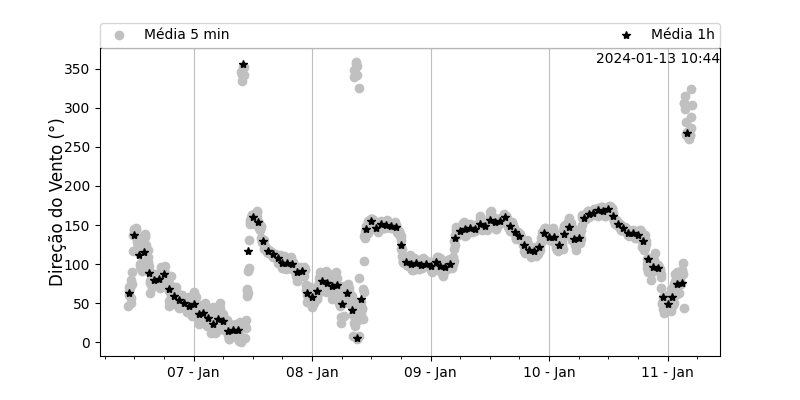 Média 5 min
Média 1h
2024-01-13 10:44
Direção do Vento (°)
350
300
250
200
150
100
50
0
07 - Jan
08 - Jan
09 - Jan
10 - Jan
11 - Jan